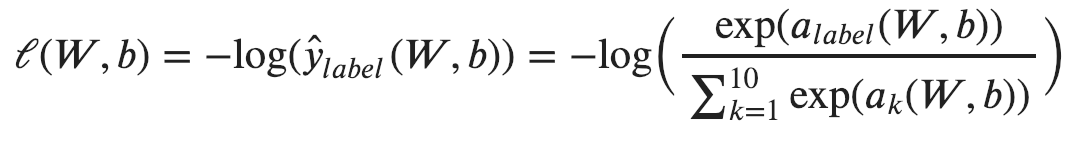 ℓ(W, b) = −log(ŷ_label (W, b)) = −log( exp(a_label(W, b)) / ∑_{k=1}^{10} exp(a_k(W, b)) )